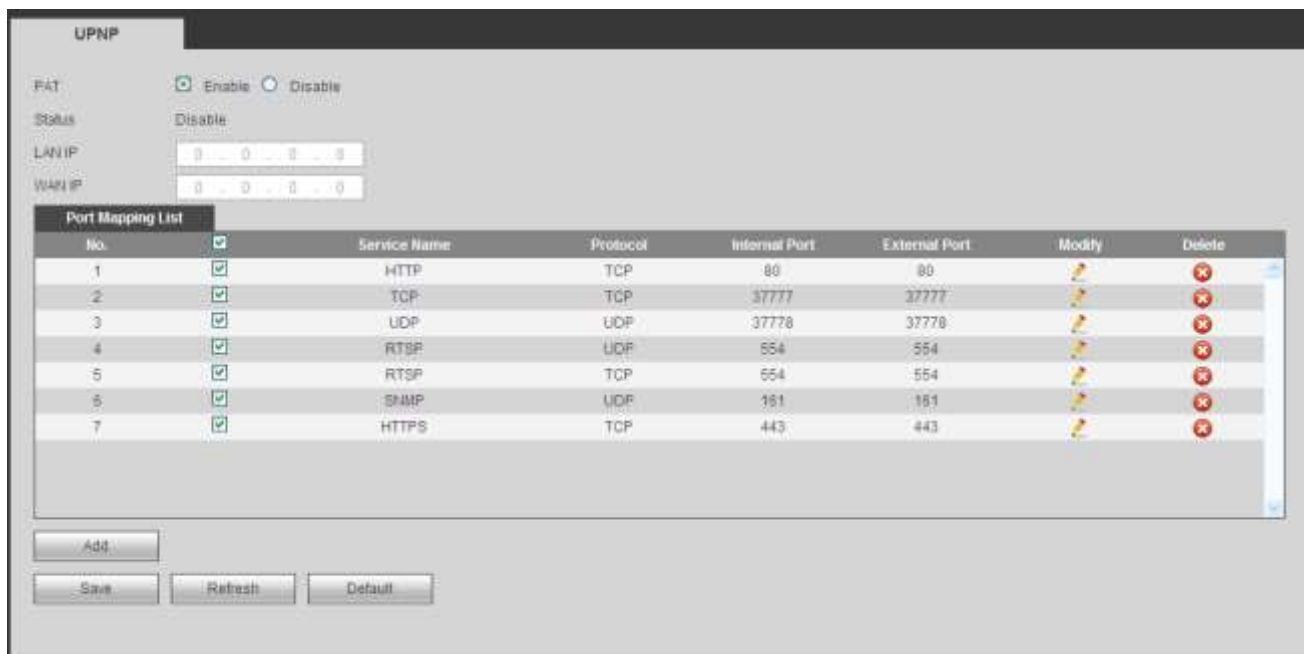 UPNP
PAT Enable Disable
Status Disable
LAN IP 0 . 0 . 0 . 0
WAN IP 0 . 0 . 0 . 0
Port Mapping List
No. Service Name Protocol Internal Port External Port Modify Delete
1 HTTP TCP 80 80
2 TCP TCP 37777 37777
3 UDP UDP 37778 37778
4 RTSP UDP 554 554
5 RTSP TCP 554 554
6 SNMP UDP 161 161
7 HTTPS TCP 443 443
Add
Save Refresh Default